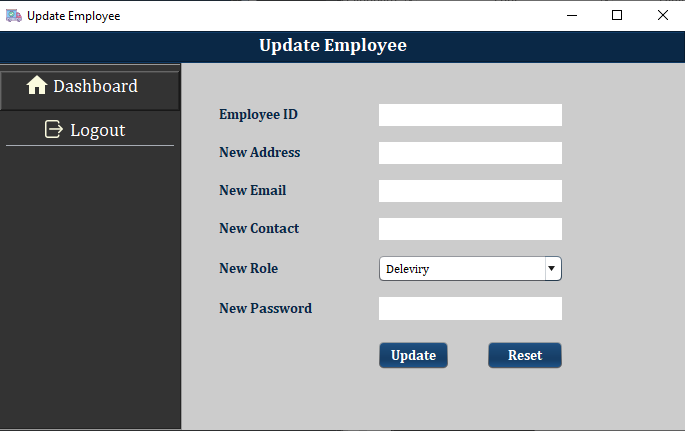 Update Employee
Update Employee
Dashboard
Logout
Employee ID
New Address
New Email
New Contact
New Role
Deleviry
New Password
Update
Reset